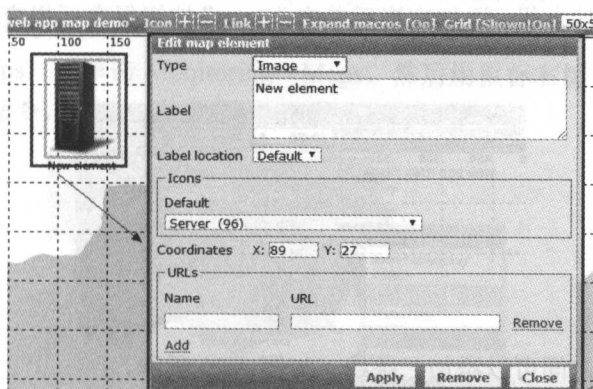 web app map demo" Icon [+][—] Link [+][—] Expand macros [On] Grid [Shown|On] 50x5
50 100 150
New element
Edit map element
Type Image
Label New element
Label location Default
Icons
Default
Server (96)
Coordinates X: 89 Y: 27
URLs
Name URL
Remove
Add
Apply Remove Close